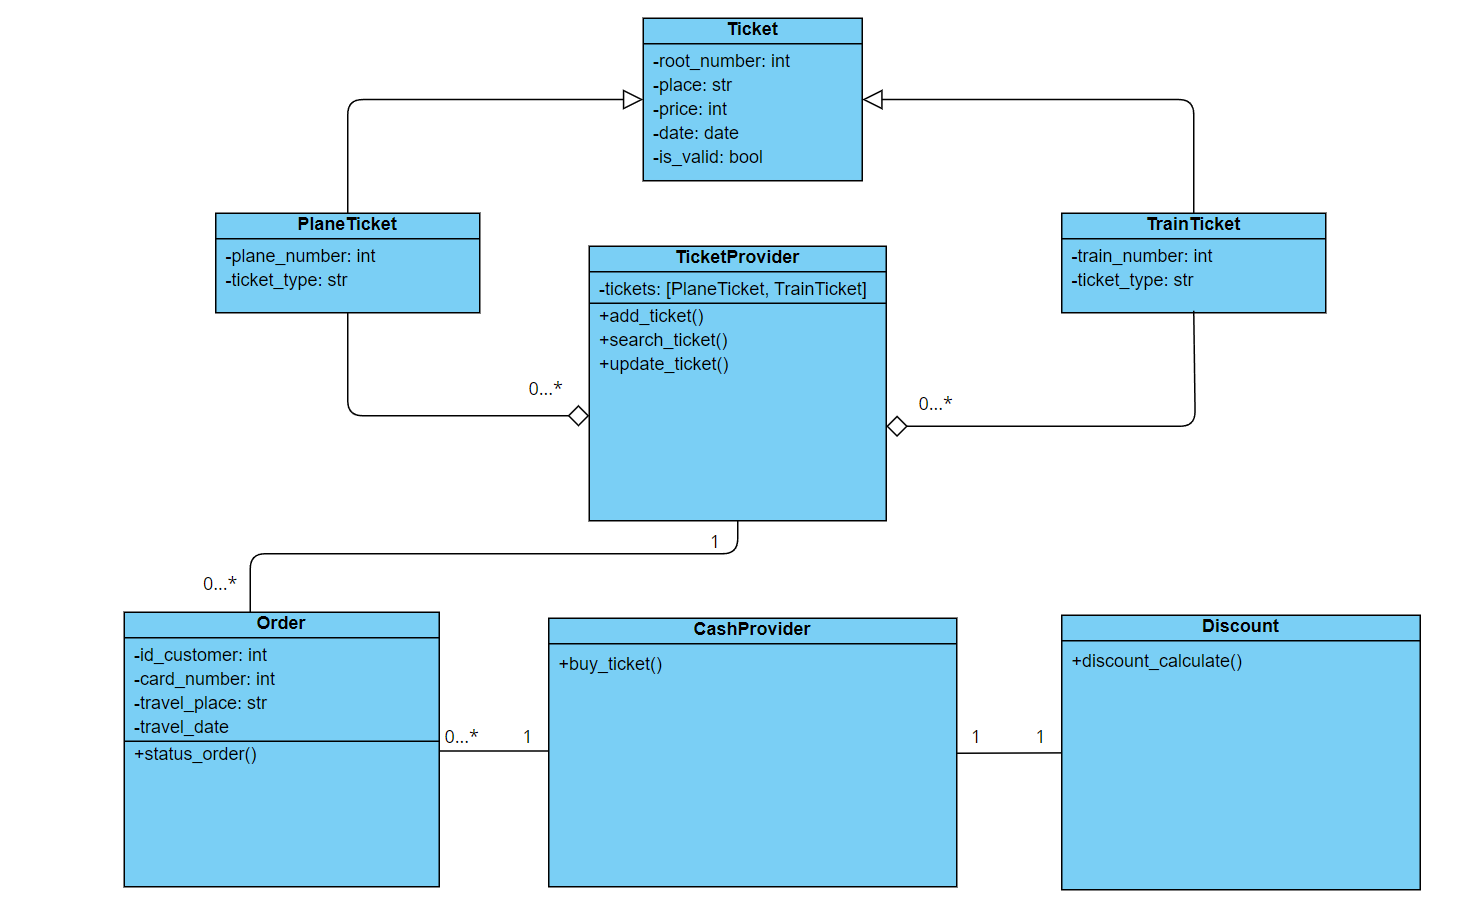 Ticket
-root_number: int
-place: str
-price: int
-date: date
-is_valid: bool
PlaneTicket
-plane_number: int
-ticket_type: str
TicketProvider
-tickets: [PlaneTicket, TrainTicket]
+add_ticket()
+search_ticket()
+update_ticket()
TrainTicket
-train_number: int
-ticket_type: str
0...*
0...*
1
0...*
Order
-id_customer: int
-card_number: int
-travel_place: str
-travel_date
+status_order()
0...*
1
CashProvider
+buy_ticket()
1
1
Discount
+discount_calculate()